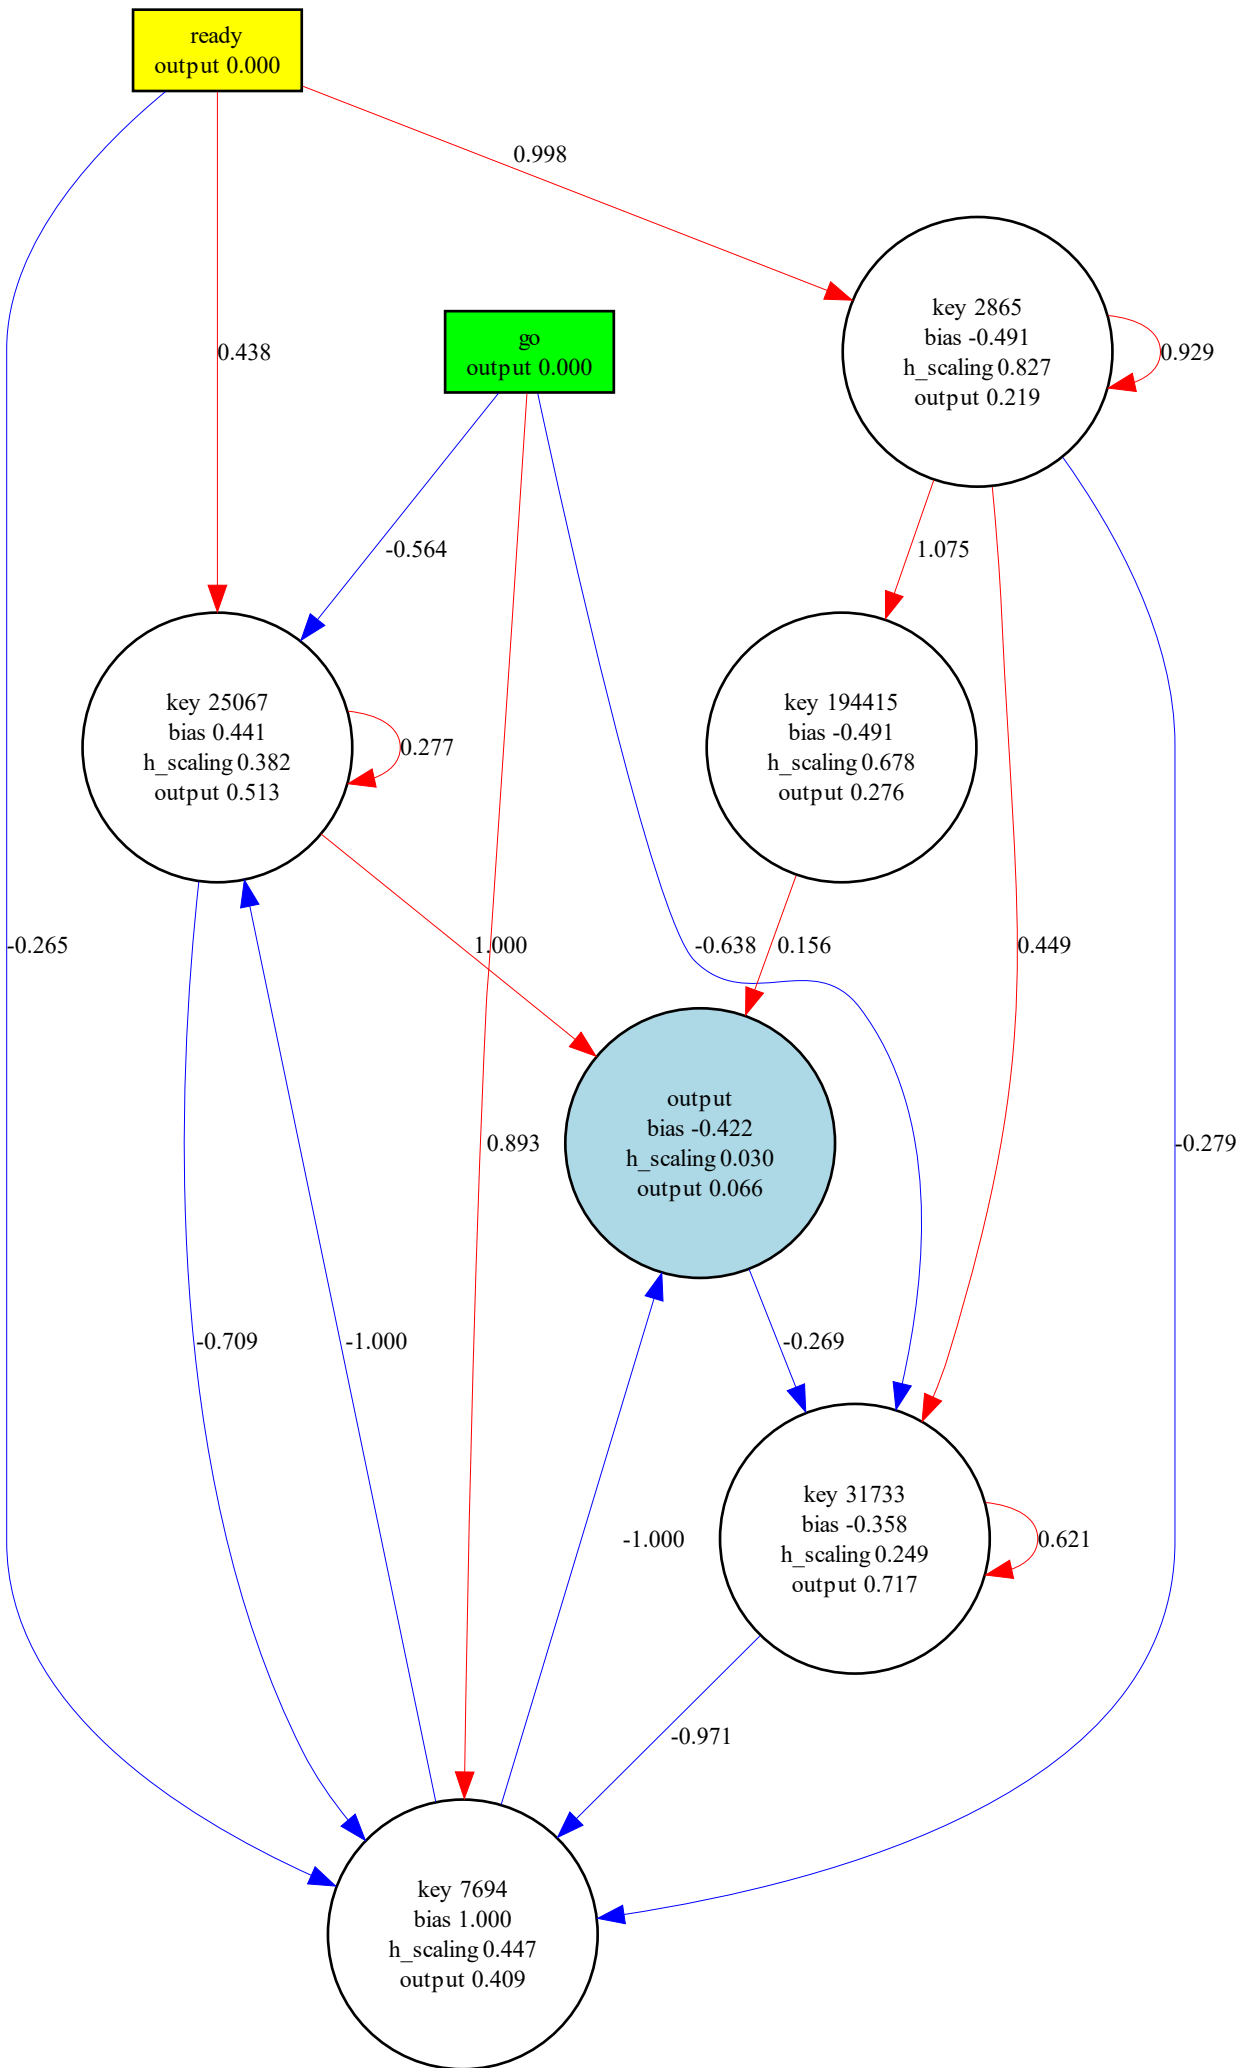 ready
output 0.000
0.998
key 2865
bias -0.491
h_scaling 0.827
output 0.219
0.929
go
output 0.000
0.438
-0.564
1.075
key 25067
bias 0.441
h_scaling 0.382
output 0.513
0.277
key 194415
bias -0.491
h_scaling 0.678
output 0.276
-0.265
1.000
-0.638
0.156
0.449
output
bias -0.422
h_scaling 0.030
output 0.066
0.893
-0.279
-0.709
-1.000
-0.269
key 31733
bias -0.358
h_scaling 0.249
output 0.717
-1.000
0.621
-0.971
key 7694
bias 1.000
h_scaling 0.447
output 0.409